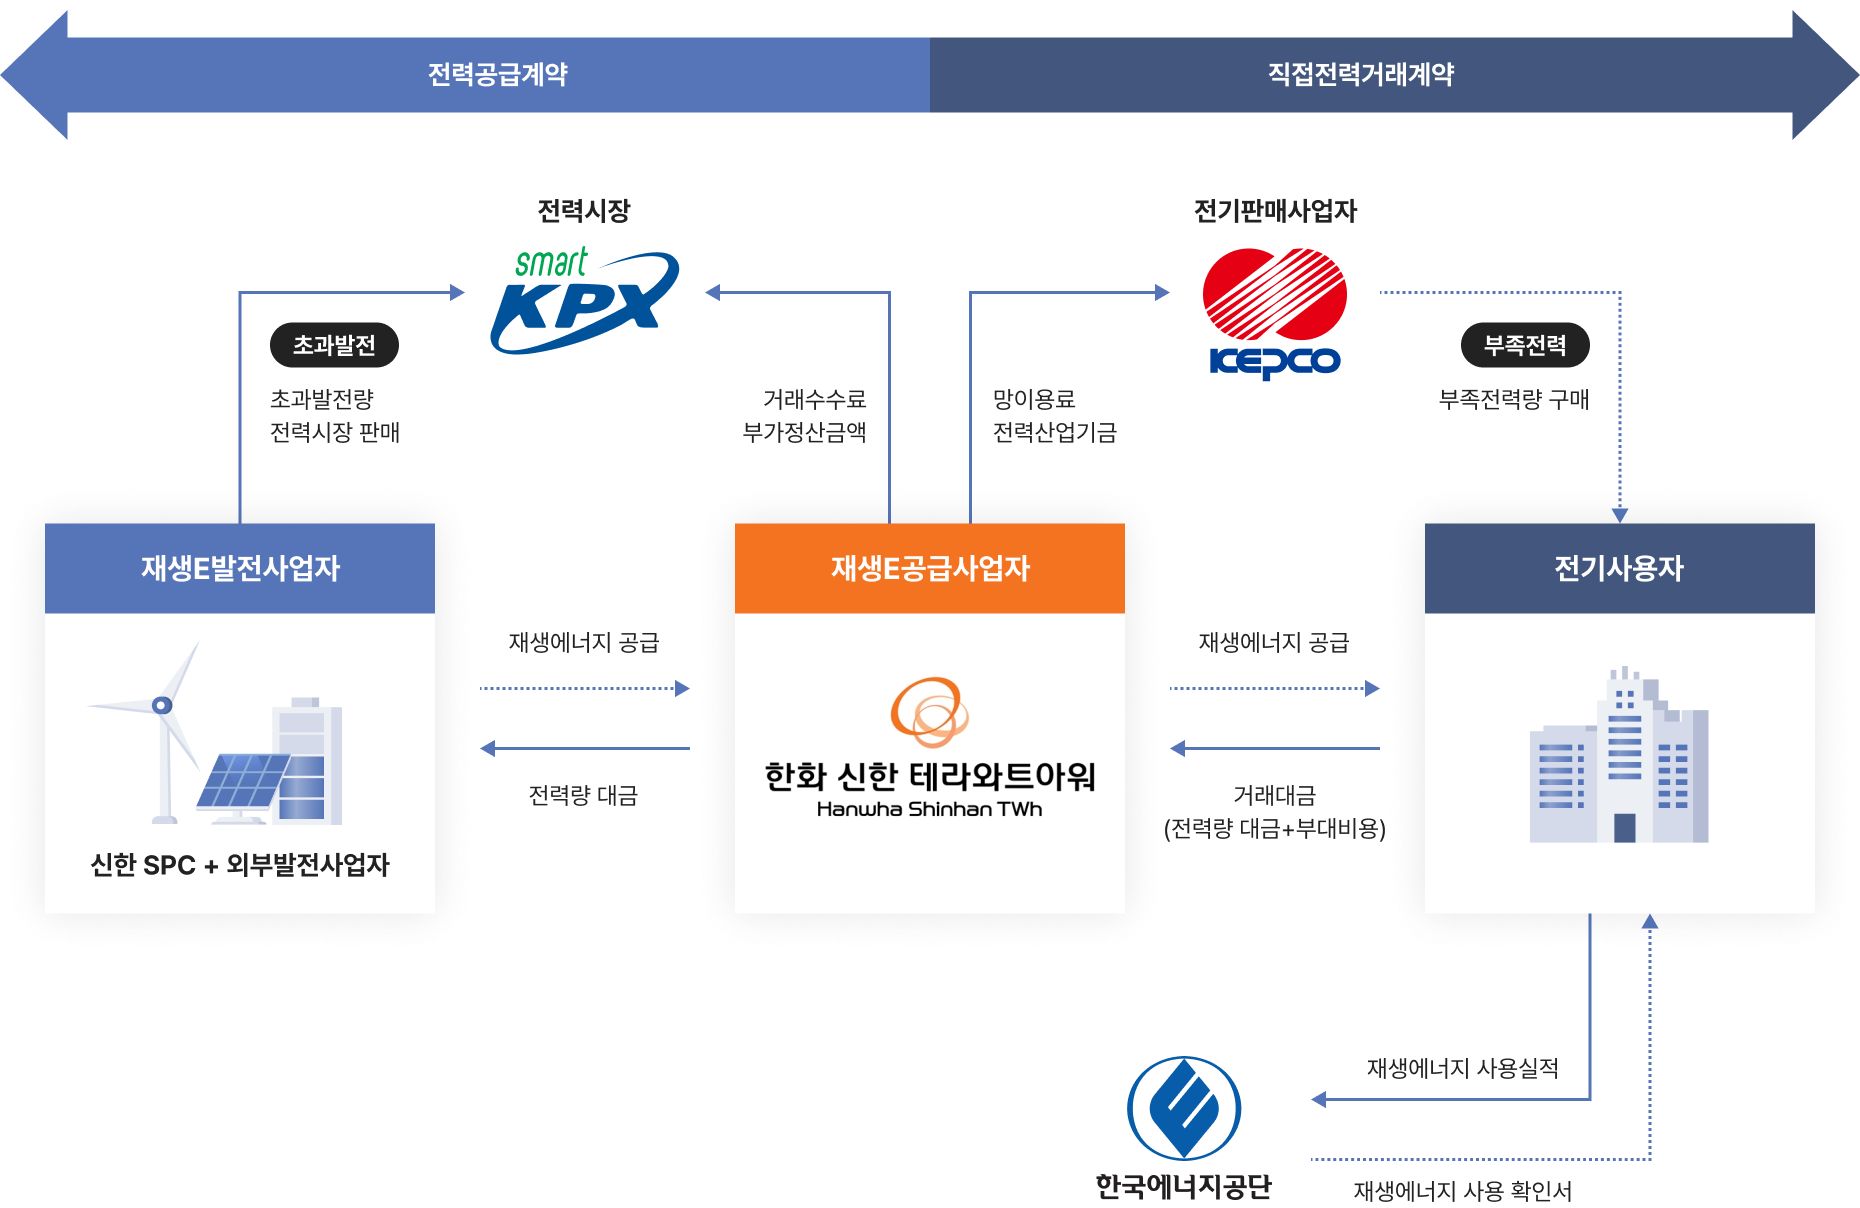 전력공급계약
직접전력거래계약
전력시장
smart
KPX
전기판매사업자
KEPCO
초과발전
초과발전량
전력시장 판매
거래수수료
부가정산금액
망이용료
전력산업기금
부족전력
부족전력량 구매
재생E발전사업자
신한 SPC + 외부발전사업자
재생에너지 공급
전력량 대금
재생E공급사업자
한화 신한 테라와트아워
Hanwha Shinhan TWh
재생에너지 공급
거래대금
(전력량 대금+부대비용)
전기사용자
한국에너지공단
재생에너지 사용실적
재생에너지 사용 확인서